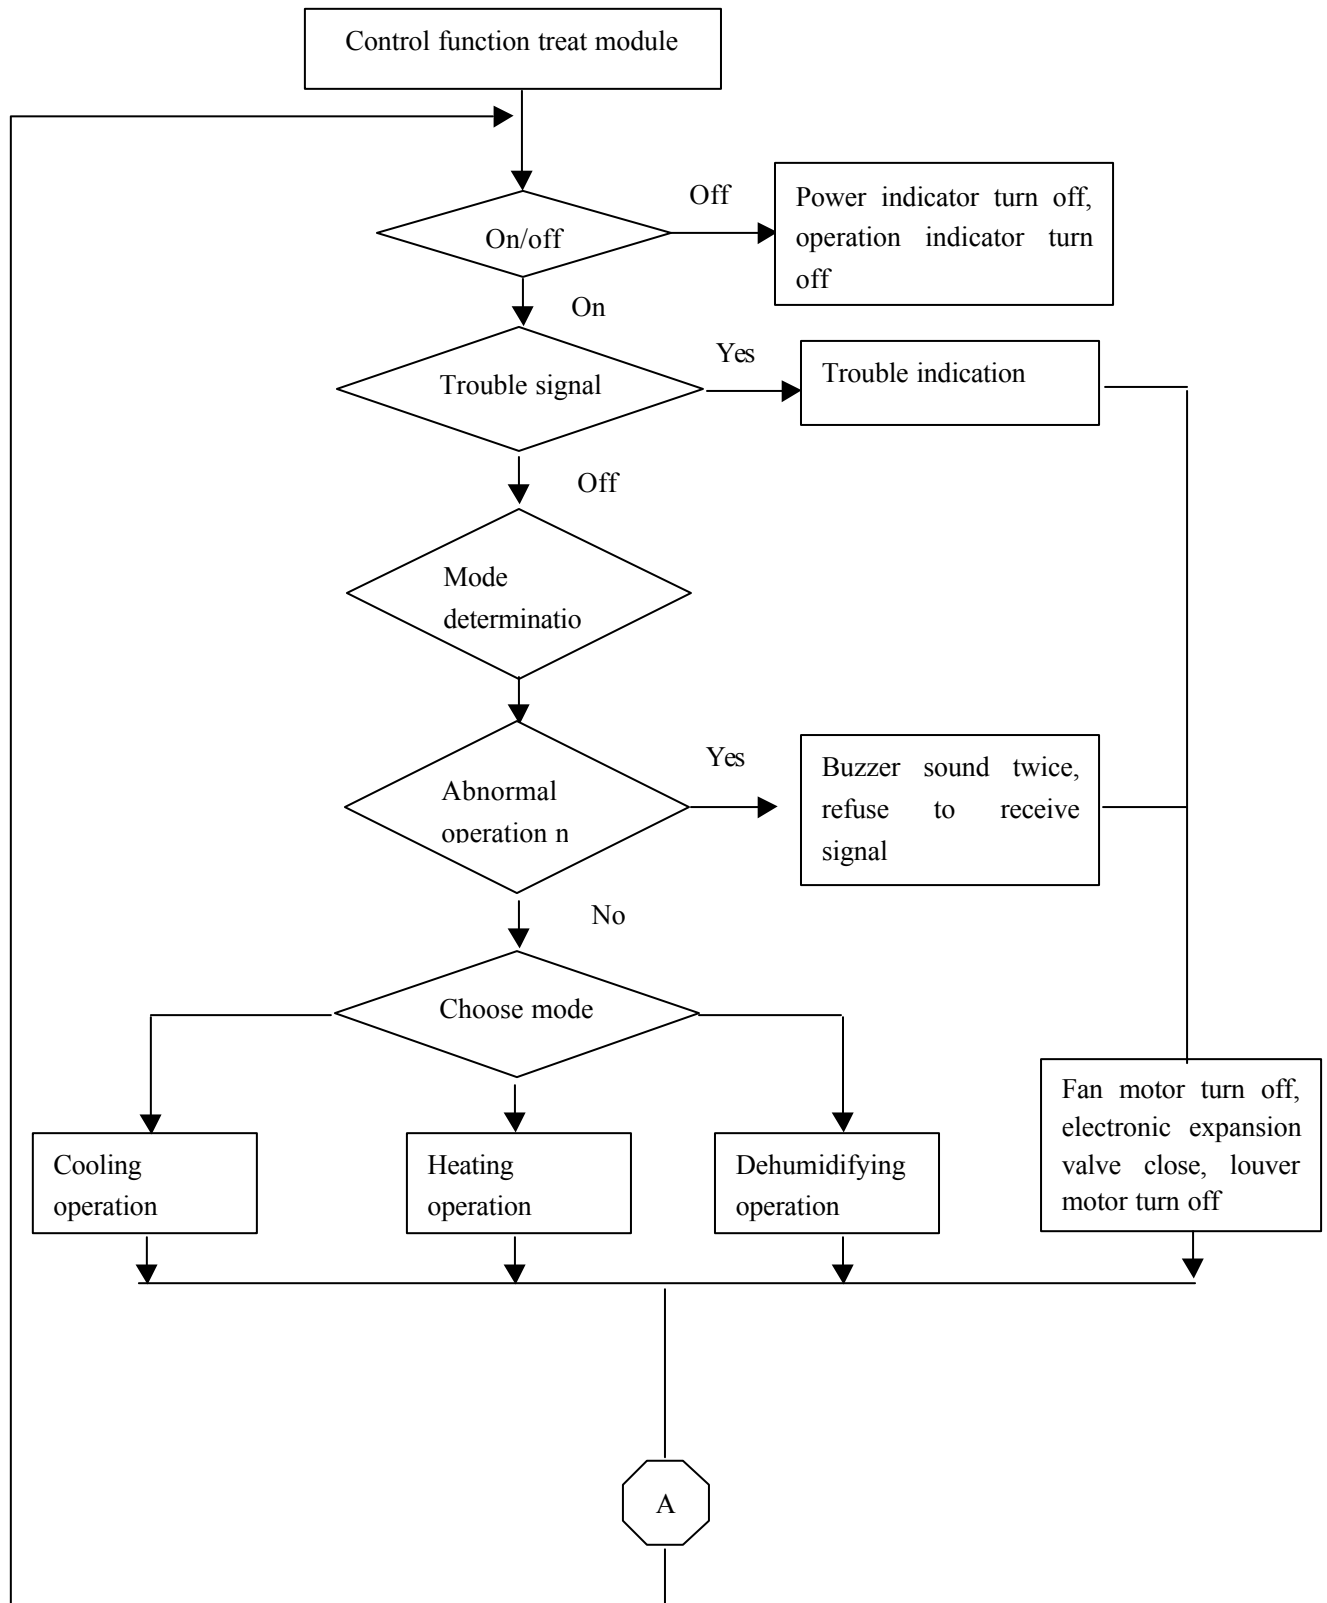 Control function treat module
Off
Power indicator turn off,
operation indicator turn
off
On/off
On
Yes
Trouble signal
Trouble indication
Off
Mode
determinatio
Yes
Abnormal
operation n
Buzzer sound twice,
refuse to receive
signal
No
Choose mode
Fan motor turn off,
electronic expansion
valve close, louver
motor turn off
Cooling
operation
Heating
operation
Dehumidifying
operation
A